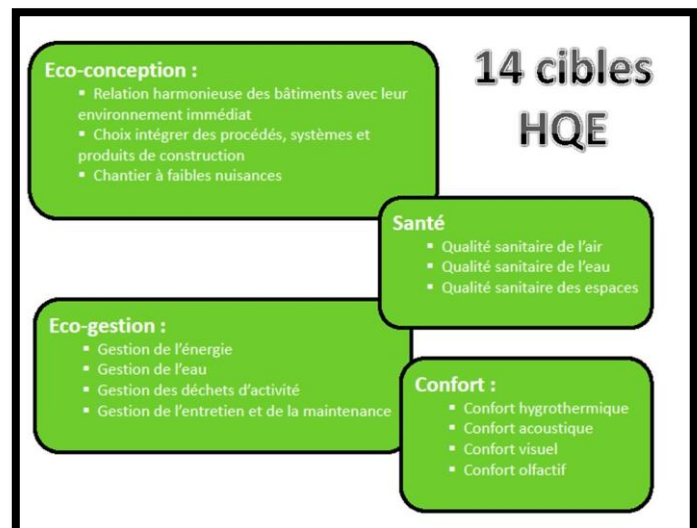 14 cibles
HQE
Eco-conception :
▪ Relation harmonieuse des bâtiments avec leur
environnement immédiat
▪ Choix intégrer des procédés, systèmes et
produits de construction
▪ Chantier à faibles nuisances
Santé
▪ Qualité sanitaire de l'air
▪ Qualité sanitaire de l'eau
▪ Qualité sanitaire des espaces
Eco-gestion :
▪ Gestion de l'énergie
▪ Gestion de l'eau
▪ Gestion des déchets d'activité
▪ Gestion de l'entretien et de la maintenance
Confort :
▪ Confort hygrothermique
▪ Confort acoustique
▪ Confort visuel
▪ Confort olfactif